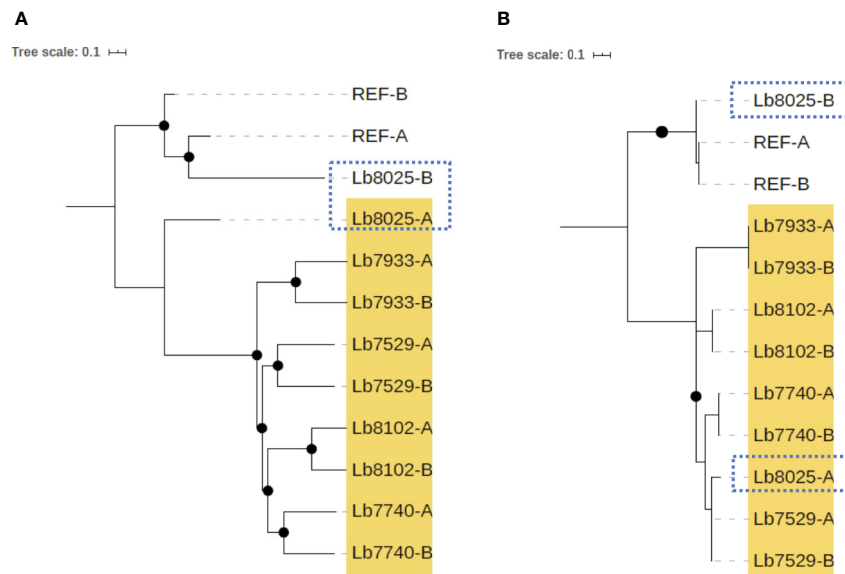 A
Tree scale: 0.1
REF-B
REF-A
Lb8025-B
Lb8025-A
Lb7933-A
Lb7933-B
Lb7529-A
Lb7529-B
Lb8102-A
Lb8102-B
Lb7740-A
Lb7740-B
B
Tree scale: 0.1
Lb8025-B
REF-A
REF-B
Lb7933-A
Lb7933-B
Lb8102-A
Lb8102-B
Lb7740-A
Lb7740-B
Lb8025-A
Lb7529-A
Lb7529-B